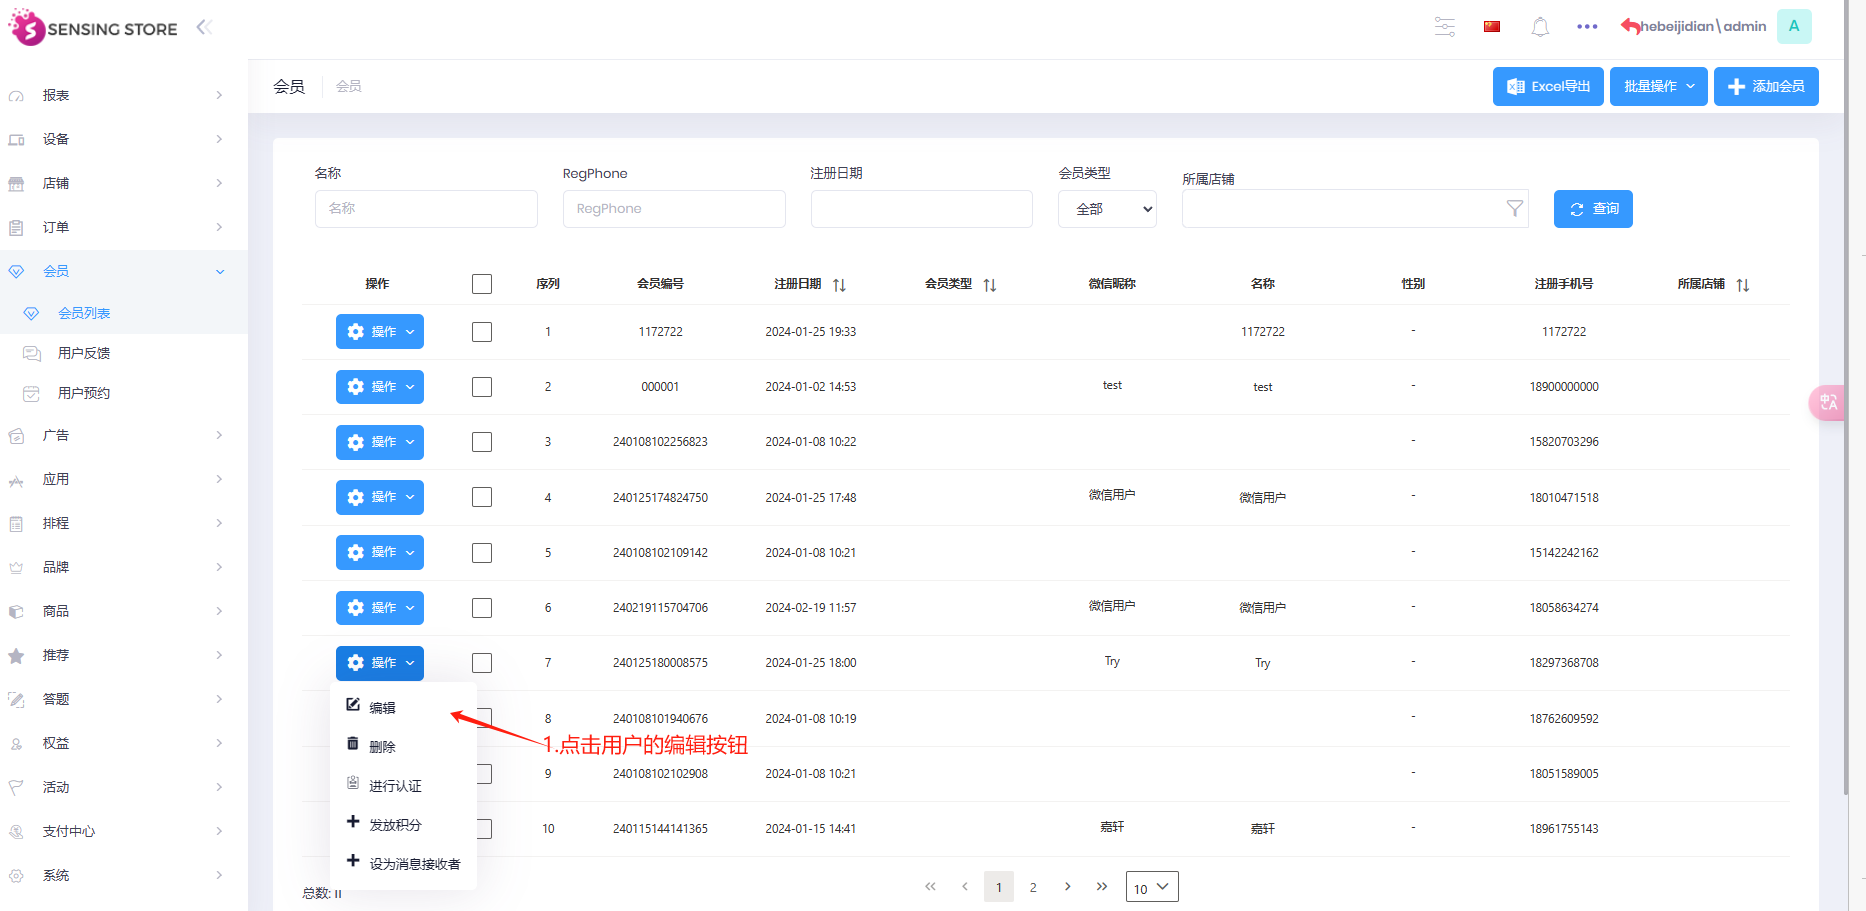 SENSING STORE
hebeijidian\admin
A
报表
设备
店铺
订单
会员
会员列表
用户反馈
用户预约
广告
应用
排程
品牌
商品
推荐
答题
权益
活动
支付中心
系统
会员 会员
Excel导出 批量操作 添加会员
名称 RegPhone 注册日期 会员类型 所属店铺
名称 RegPhone 全部 查询
操作 序列 会员编号 注册日期 会员类型 微信昵称 名称 性别 注册手机号 所属店铺
操作 1 1172722 2024-01-25 19:33 1172722 - 1172722
操作 2 000001 2024-01-02 14:53 test test - 18900000000
操作 3 240108102256823 2024-01-08 10:22 - 15820703296
操作 4 240125174824750 2024-01-25 17:48 微信用户 微信用户 - 18010471518
操作 5 240108102109142 2024-01-08 10:21 - 15142242162
操作 6 240219115704706 2024-02-19 11:57 微信用户 微信用户 - 18058634274
操作 7 240125180008575 2024-01-25 18:00 Try Try - 18297368708
8 240108101940676 2024-01-08 10:19 - 18762609592
9 240108102102908 2024-01-08 10:21 - 18051589005
10 240115144141365 2024-01-15 14:41 嘉轩 嘉轩 - 18961755143
编辑
删除
进行认证
发放积分
设为消息接收者
1.点击用户的编辑按钮
总数: 11
1 2 10